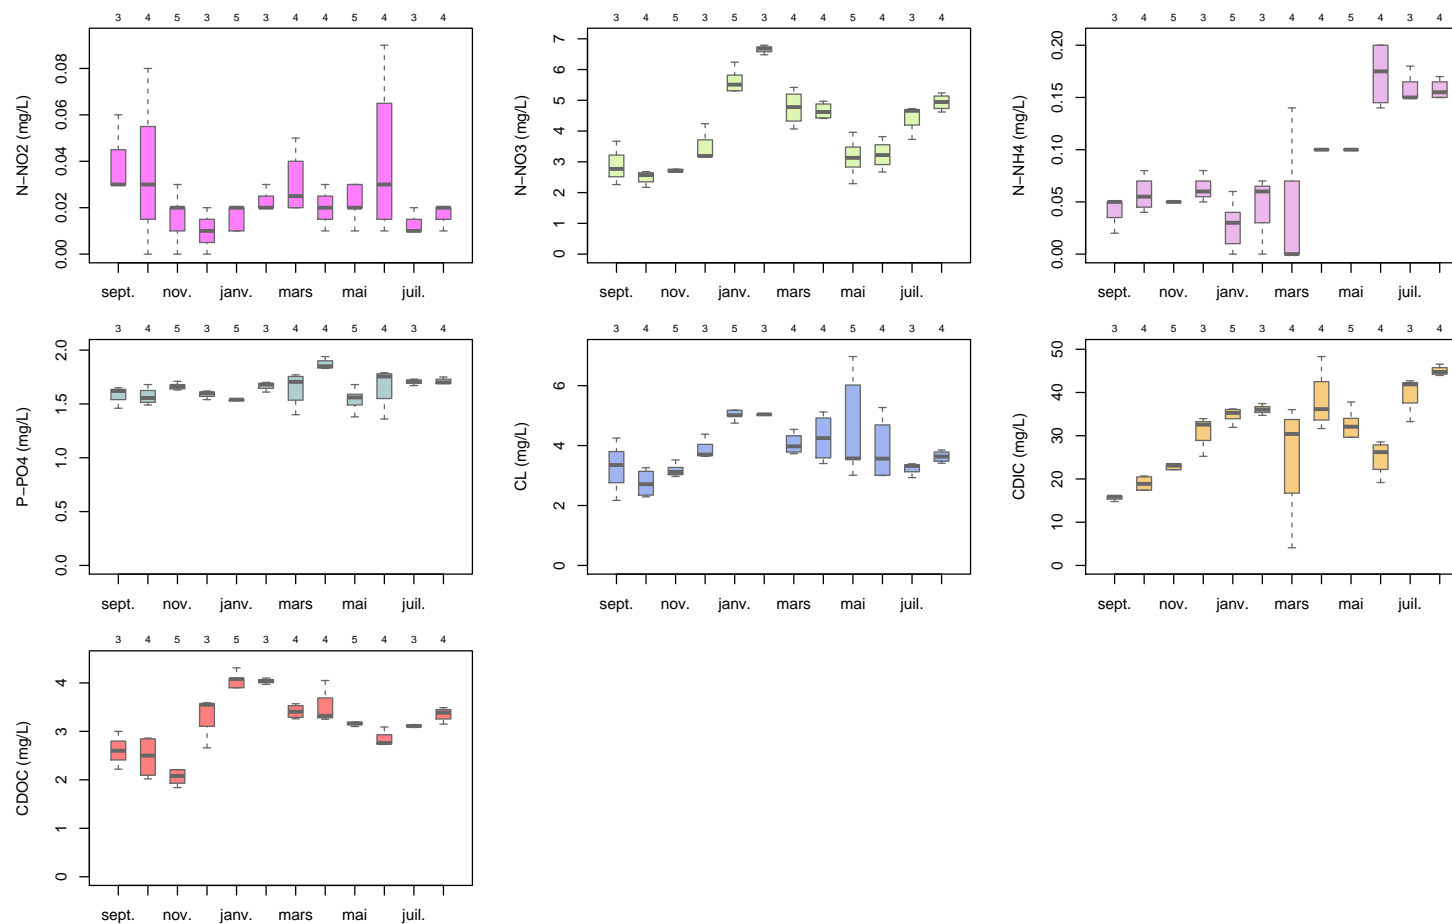 3 4 5 3 5 3 4 4 5 4 3 4
N−NO2 (mg/L)
0.00 0.02 0.04 0.06 0.08
sept. nov. janv. mars mai juil.
3 4 5 3 5 3 4 4 5 4 3 4
N−NO3 (mg/L)
0 1 2 3 4 5 6 7
sept. nov. janv. mars mai juil.
3 4 5 3 5 3 4 4 5 4 3 4
N−NH4 (mg/L)
0.00 0.05 0.10 0.15 0.20
sept. nov. janv. mars mai juil.
3 4 5 3 5 3 4 4 5 4 3 4
P−PO4 (mg/L)
0.0 0.5 1.0 1.5 2.0
sept. nov. janv. mars mai juil.
3 4 5 3 5 3 4 4 5 4 3 4
CL (mg/L)
0 2 4 6
sept. nov. janv. mars mai juil.
3 4 5 3 5 3 4 4 5 4 3 4
CDIC (mg/L)
0 10 20 30 40 50
sept. nov. janv. mars mai juil.
3 4 5 3 5 3 4 4 5 4 3 4
CDOC (mg/L)
0 1 2 3 4
sept. nov. janv. mars mai juil.